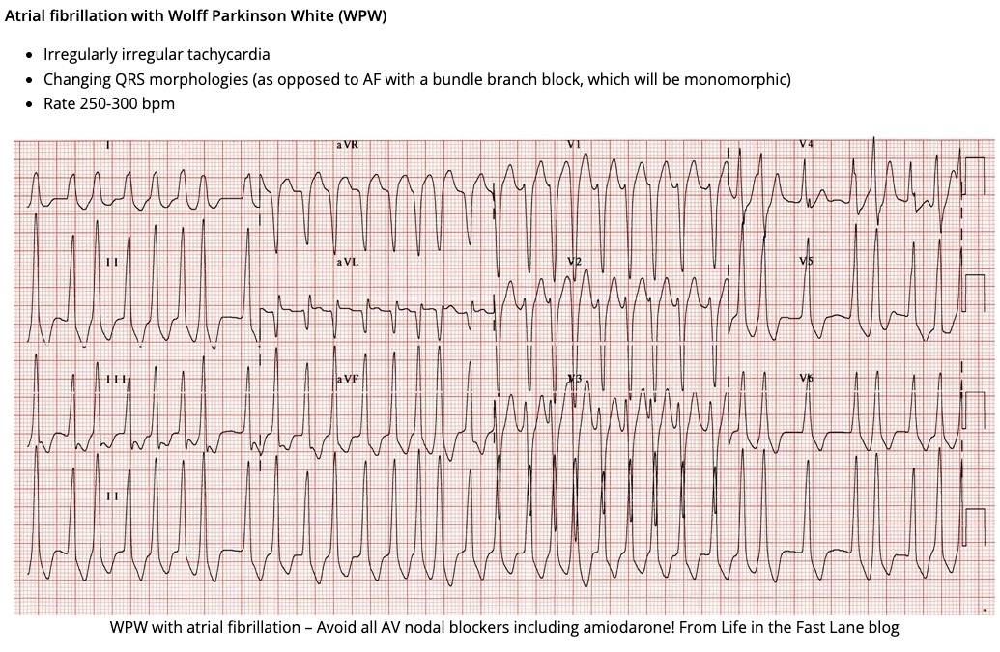 Atrial fibrillation with Wolff Parkinson White (WPW)
Irregularly irregular tachycardia
Changing QRS morphologies (as opposed to AF with a bundle branch block, which will be monomorphic)
Rate 250-300 bpm
I aVR V1 V4
II aVL V2 V5
III aVF V3 V6
II
WPW with atrial fibrillation – Avoid all AV nodal blockers including amiodarone! From Life in the Fast Lane blog